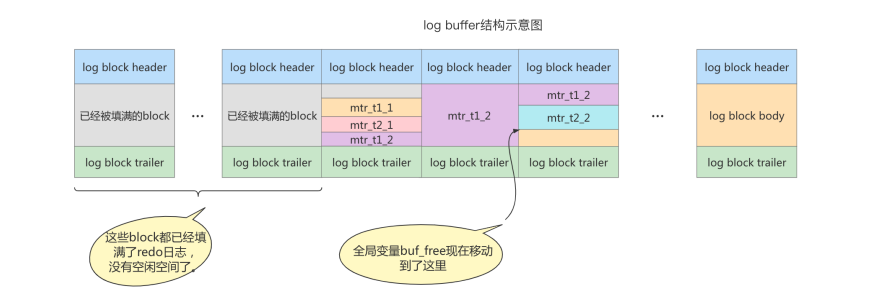 log buffer结构示意图
log block header
log block header
log block header
log block header
log block header
log block header
已经被填满的block
...
已经被填满的block
mtr_t1_1
mtr_t2_1
mtr_t1_2
mtr_t1_2
mtr_t1_2
mtr_t2_2
...
log block body
log block trailer
log block trailer
log block trailer
log block trailer
log block trailer
log block trailer
这些block都已经填
满了redo日志，
没有空闲空间了。
全局变量buf_free现在移动
到了这里